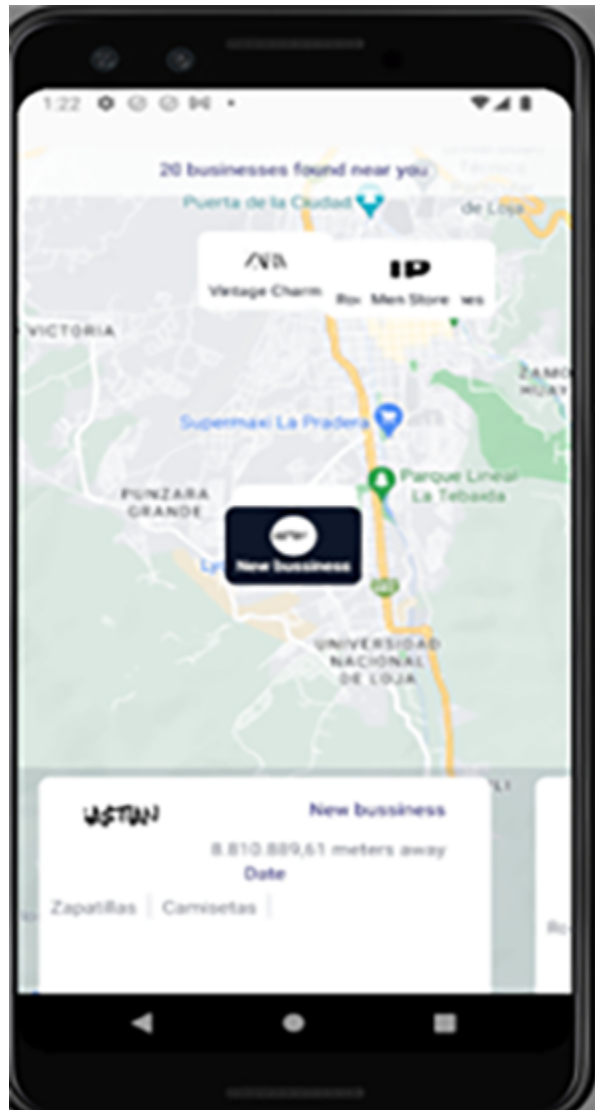 1:22
20 businesses found near you
Puerta de la Ciudad
de Loja
Vintage Charm
Men Store
VICTORIA
Supermaxi La Pradera
Parque Lineal
La Tebaida
PUNZARA
GRANDE
New bussiness
UNIVERSIDAD
NACIONAL
DE LOJA
New bussiness
8.810.889,61 meters away
Date
Zapatillas
Camisetas